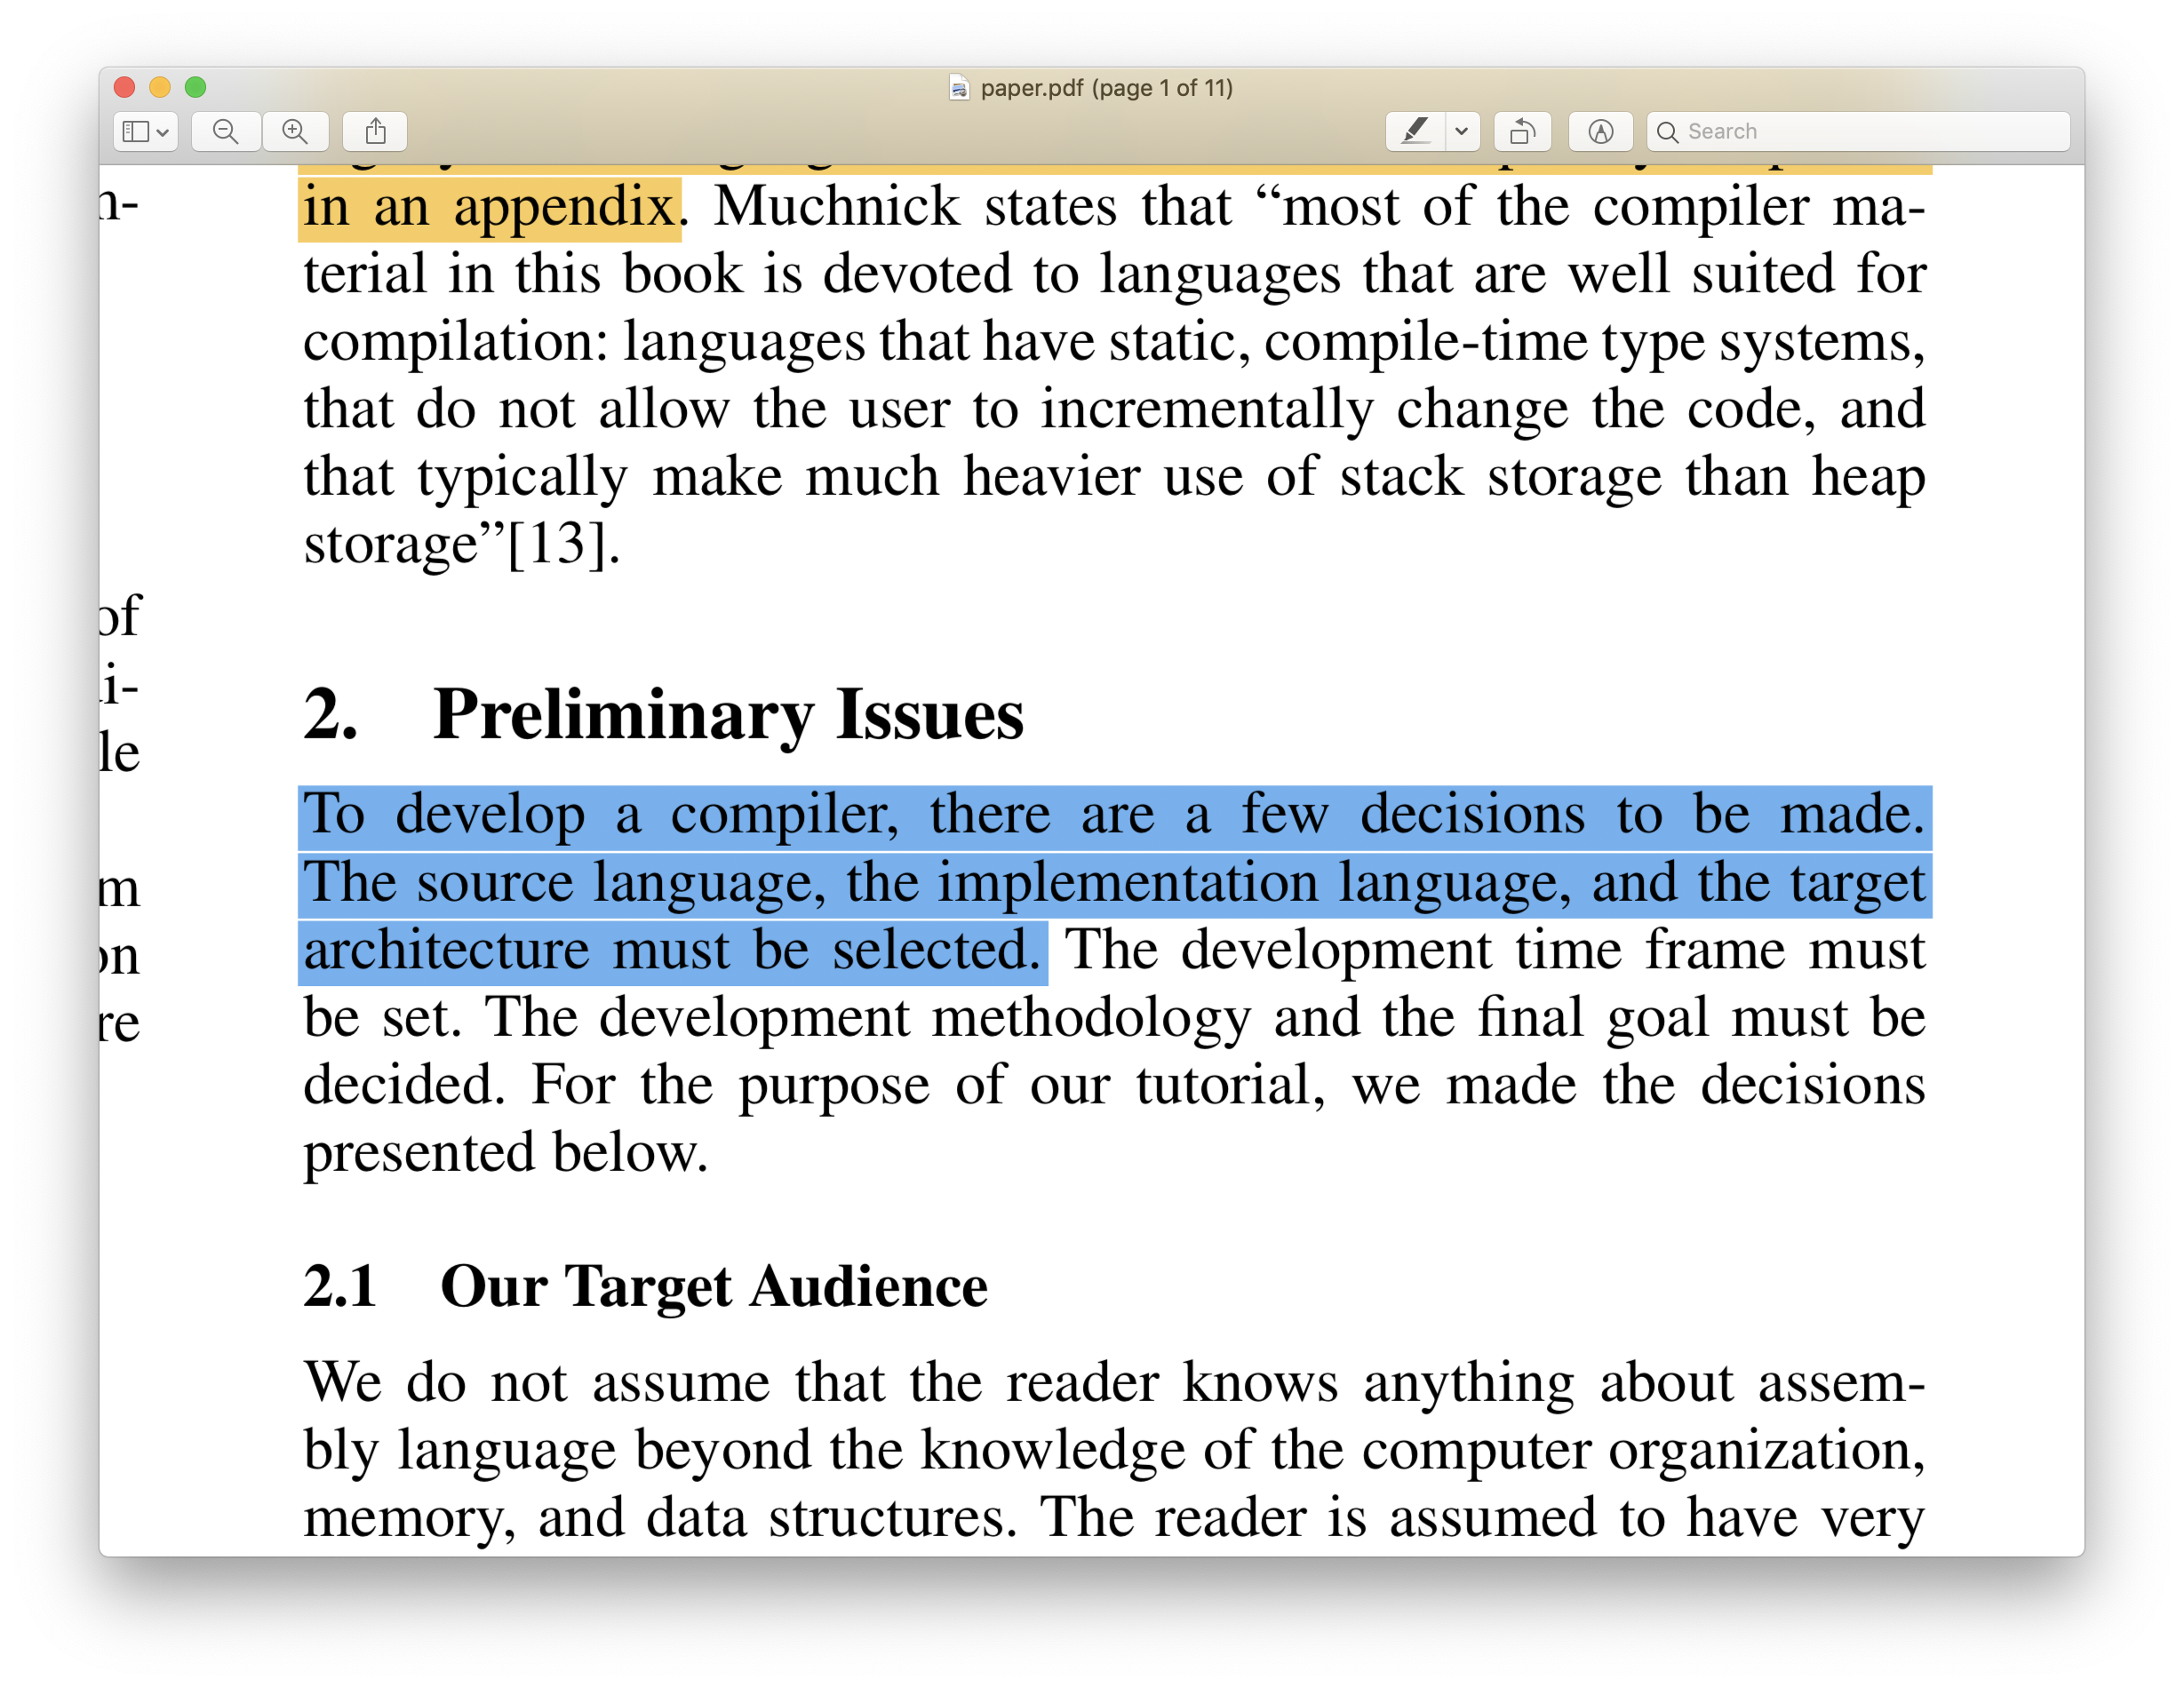 paper.pdf (page 1 of 11)
Search
n-
of
i-
le
m
on
re
in an appendix. Muchnick states that “most of the compiler ma-
terial in this book is devoted to languages that are well suited for
compilation: languages that have static, compile-time type systems,
that do not allow the user to incrementally change the code, and
that typically make much heavier use of stack storage than heap
storage”[13].
2. Preliminary Issues
To develop a compiler, there are a few decisions to be made.
The source language, the implementation language, and the target
architecture must be selected. The development time frame must
be set. The development methodology and the final goal must be
decided. For the purpose of our tutorial, we made the decisions
presented below.
2.1 Our Target Audience
We do not assume that the reader knows anything about assem-
bly language beyond the knowledge of the computer organization,
memory, and data structures. The reader is assumed to have very